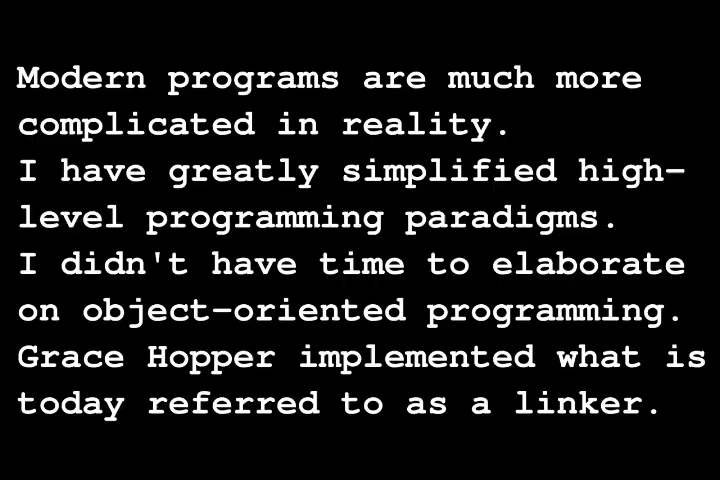 Modern programs are much more
complicated in reality.
I have greatly simplified high-
level programming paradigms.
I didn't have time to elaborate
on object-oriented programming.
Grace Hopper implemented what is
today referred to as a linker.